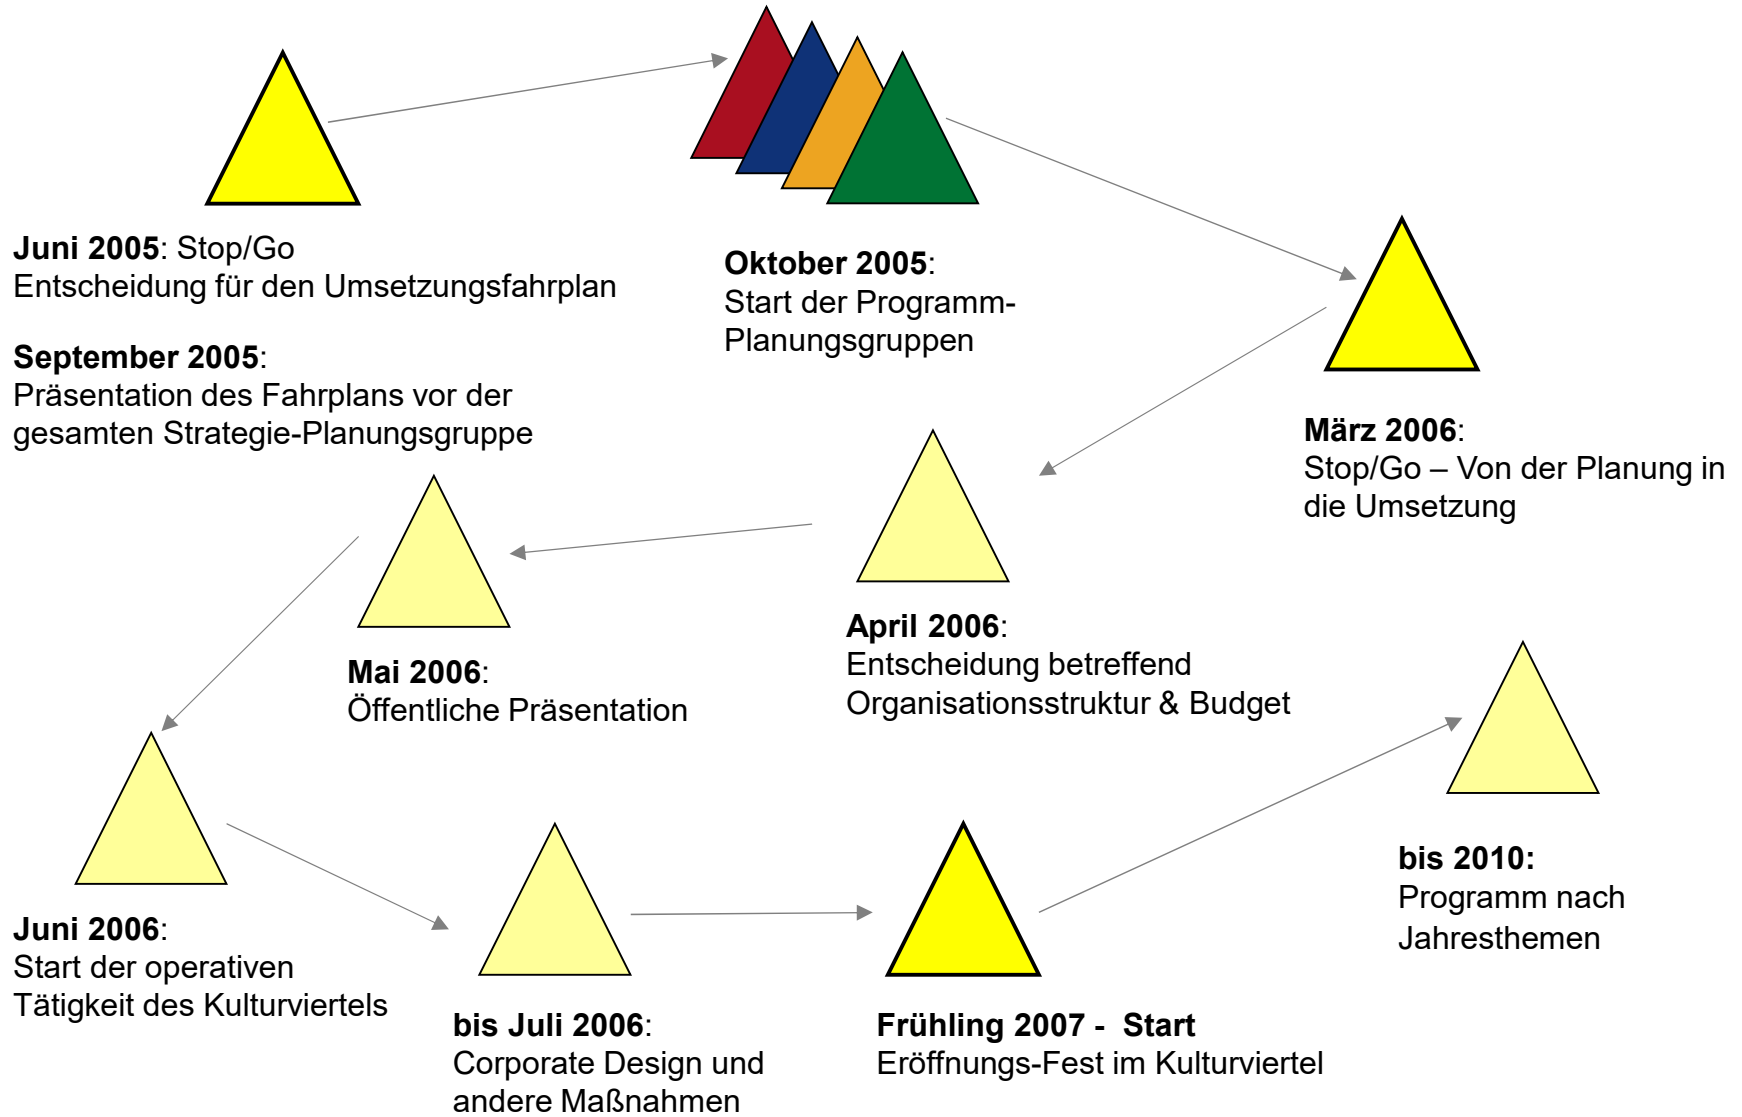 Juni 2005: Stop/Go
Entscheidung für den Umsetzungsfahrplan
September 2005:
Präsentation des Fahrplans vor der
gesamten Strategie-Planungsgruppe
Oktober 2005:
Start der Programm-
Planungsgruppen
März 2006:
Stop/Go – Von der Planung in
die Umsetzung
April 2006:
Entscheidung betreffend
Organisationsstruktur & Budget
Mai 2006:
Öffentliche Präsentation
Juni 2006:
Start der operativen
Tätigkeit des Kulturviertels
bis Juli 2006:
Corporate Design und
andere Maßnahmen
Frühling 2007 -  Start
Eröffnungs-Fest im Kulturviertel
bis 2010:
Programm nach
Jahresthemen